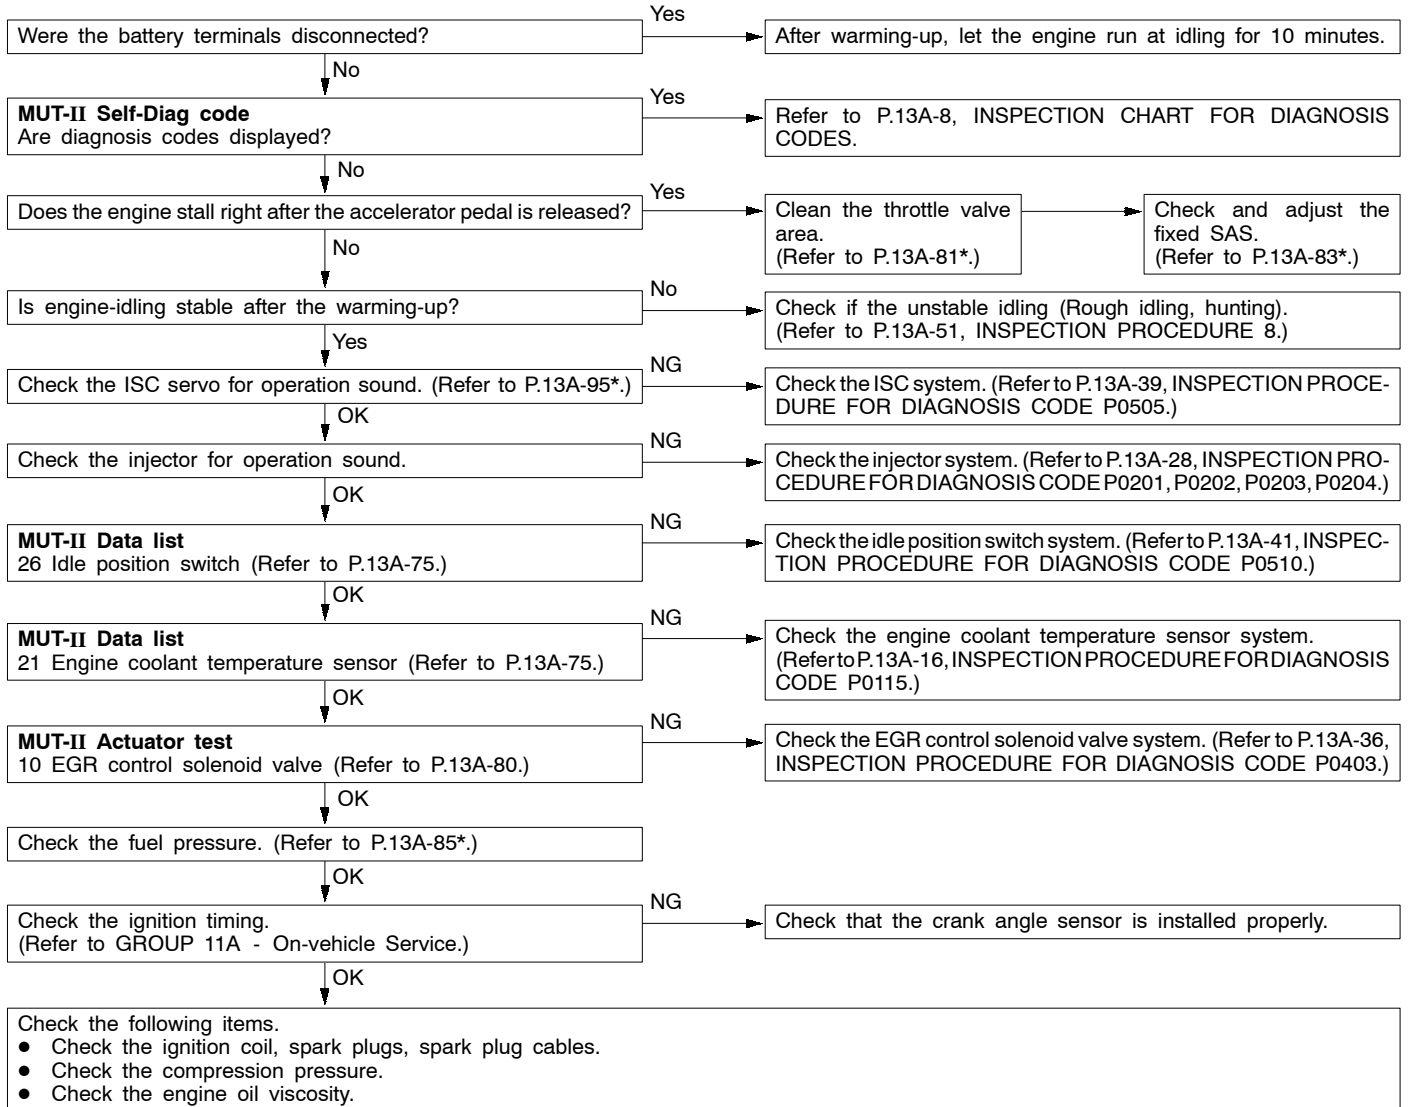 Were the battery terminals disconnected?
Yes
After warming-up, let the engine run at idling for 10 minutes.
No
MUT-II Self-Diag code
Are diagnosis codes displayed?
Yes
Refer to P.13A-8, INSPECTION CHART FOR DIAGNOSIS
CODES.
No
Does the engine stall right after the accelerator pedal is released?
Yes
Clean the throttle valve
area.
(Refer to P.13A-81*.)
Check and adjust the
fixed SAS.
(Refer to P.13A-83*.)
No
Is engine-idling stable after the warming-up?
No
Check if the unstable idling (Rough idling, hunting).
(Refer to P.13A-51, INSPECTION PROCEDURE 8.)
Yes
Check the ISC servo for operation sound. (Refer to P.13A-95*.)
NG
Check the ISC system. (Refer to P.13A-39, INSPECTION PROCE-
DURE FOR DIAGNOSIS CODE P0505.)
OK
Check the injector for operation sound.
NG
Check the injector system. (Refer to P.13A-28, INSPECTION PRO-
CEDURE FOR DIAGNOSIS CODE P0201, P0202, P0203, P0204.)
OK
MUT-II Data list
26 Idle position switch (Refer to P.13A-75.)
NG
Check the idle position switch system. (Refer to P.13A-41, INSPEC-
TION PROCEDURE FOR DIAGNOSIS CODE P0510.)
OK
MUT-II Data list
21 Engine coolant temperature sensor (Refer to P.13A-75.)
NG
Check the engine coolant temperature sensor system.
(Refer to P.13A-16, INSPECTION PROCEDURE FOR DIAGNOSIS
CODE P0115.)
OK
MUT-II Actuator test
10 EGR control solenoid valve (Refer to P.13A-80.)
NG
Check the EGR control solenoid valve system. (Refer to P.13A-36,
INSPECTION PROCEDURE FOR DIAGNOSIS CODE P0403.)
OK
Check the fuel pressure. (Refer to P.13A-85*.)
OK
Check the ignition timing.
(Refer to GROUP 11A - On-vehicle Service.)
NG
Check that the crank angle sensor is installed properly.
OK
Check the following items.
● Check the ignition coil, spark plugs, spark plug cables.
● Check the compression pressure.
● Check the engine oil viscosity.